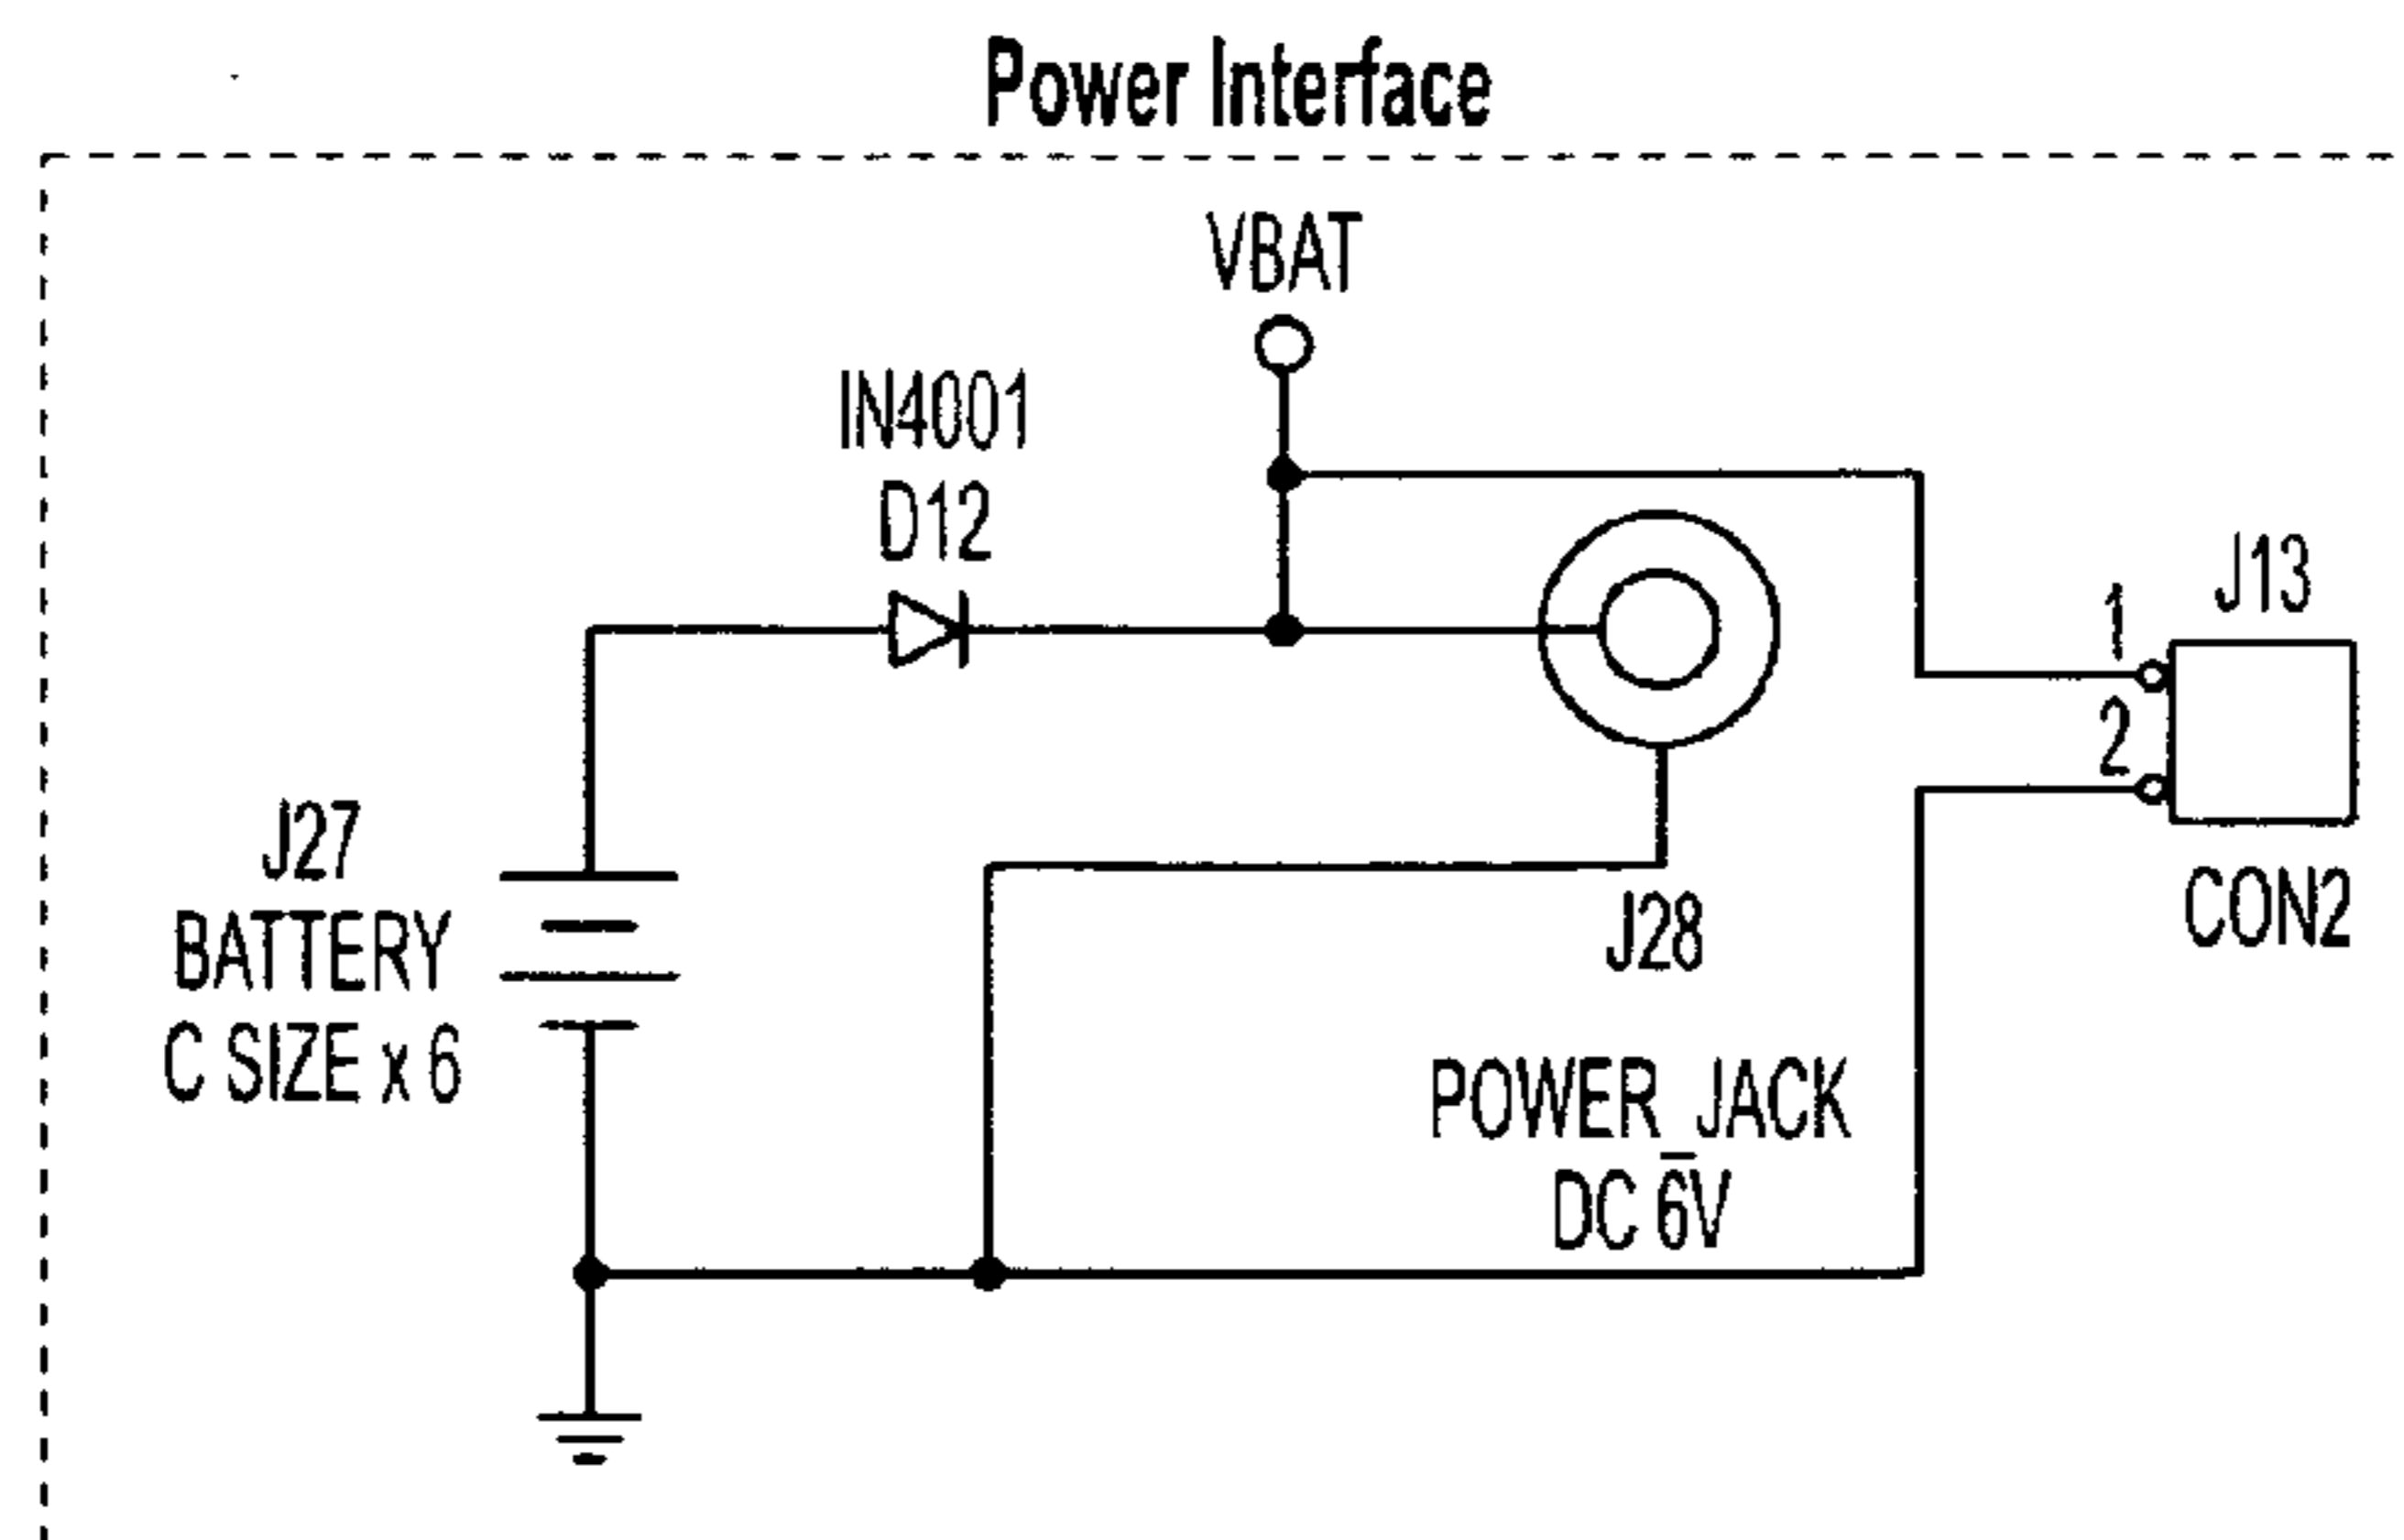 Power Interface
VBAT
IN4001
D12
J13
1
2
J27
BATTERY
C SIZE x 6
CON2
J28
POWER_JACK
DC 6V